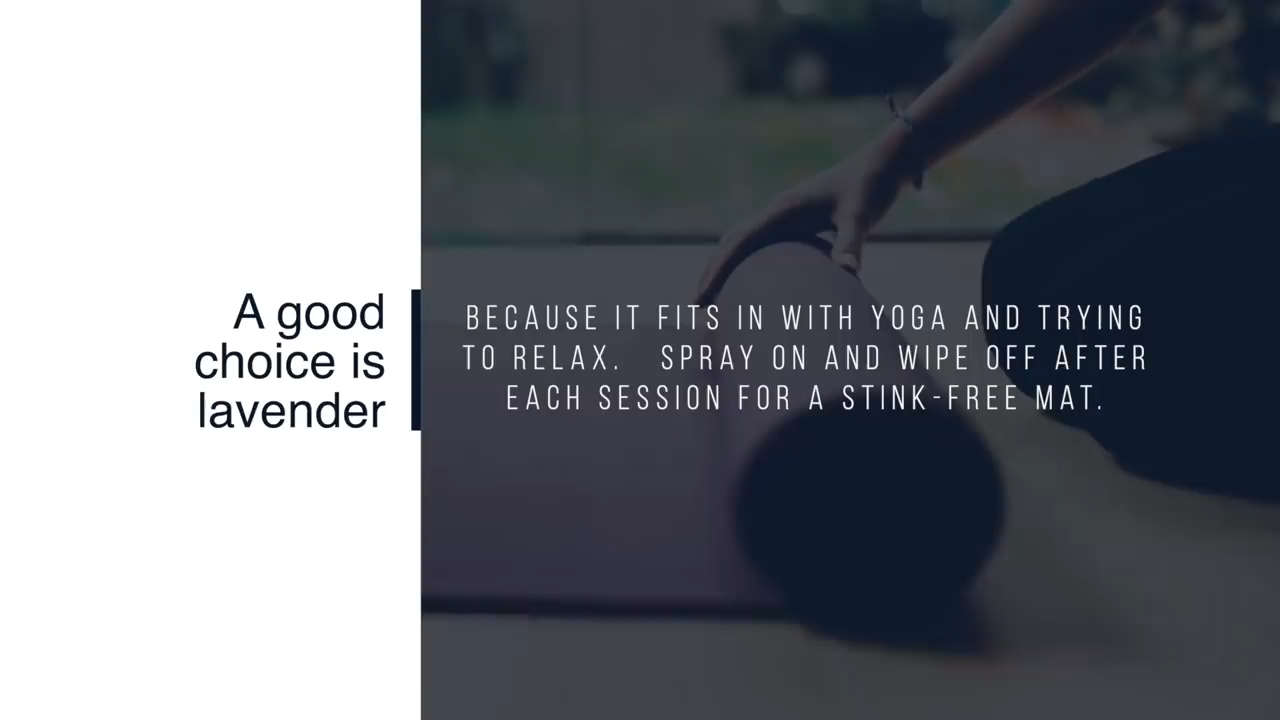 A good
choice is
lavender
BECAUSE IT FITS IN WITH YOGA AND TRYING
TO RELAX. SPRAY ON AND WIPE OFF AFTER
EACH SESSION FOR A STINK-FREE MAT.